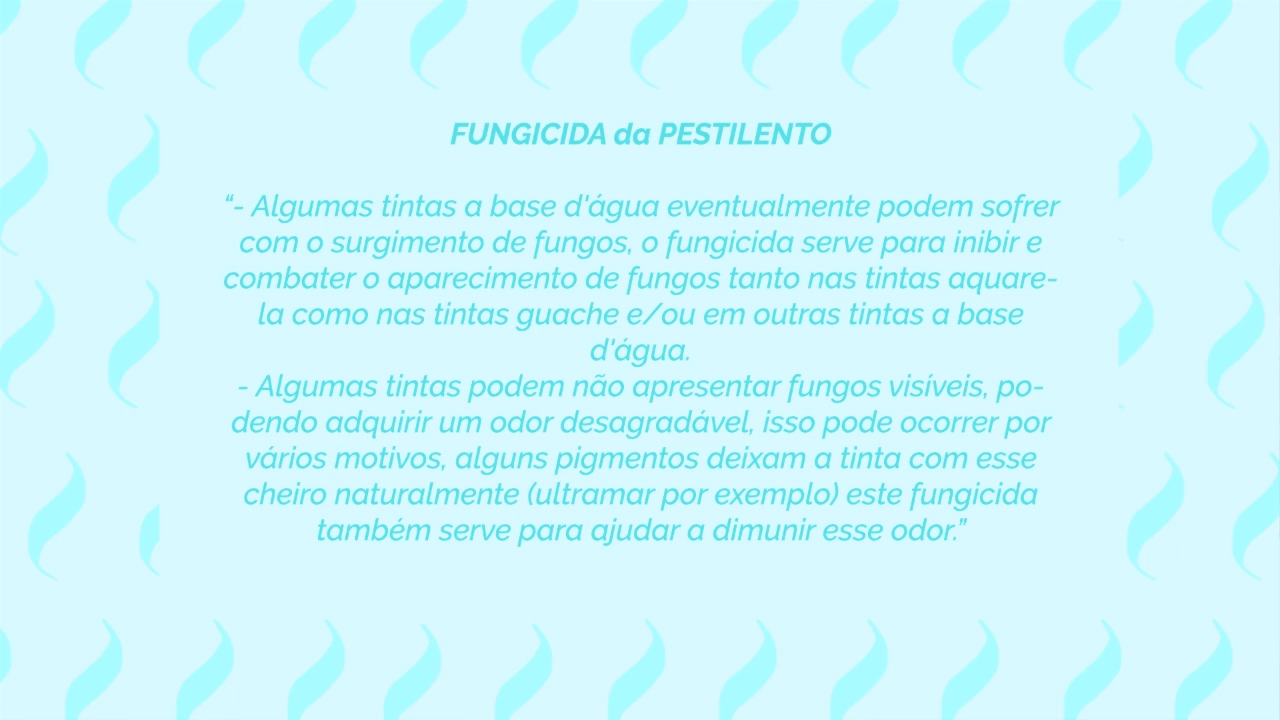 FUNGICIDA da PESTILENTO
“- Algumas tintas a base d'água eventualmente podem sofrer
com o surgimento de fungos, o fungicida serve para inibir e
combater o aparecimento de fungos tanto nas tintas aquare-
la como nas tintas guache e/ou em outras tintas a base
d'água.
- Algumas tintas podem não apresentar fungos visíveis, po-
dendo adquirir um odor desagradável, isso pode ocorrer por
vários motivos, alguns pigmentos deixam a tinta com esse
cheiro naturalmente (ultramar por exemplo) este fungicida
também serve para ajudar a dimunir esse odor.”